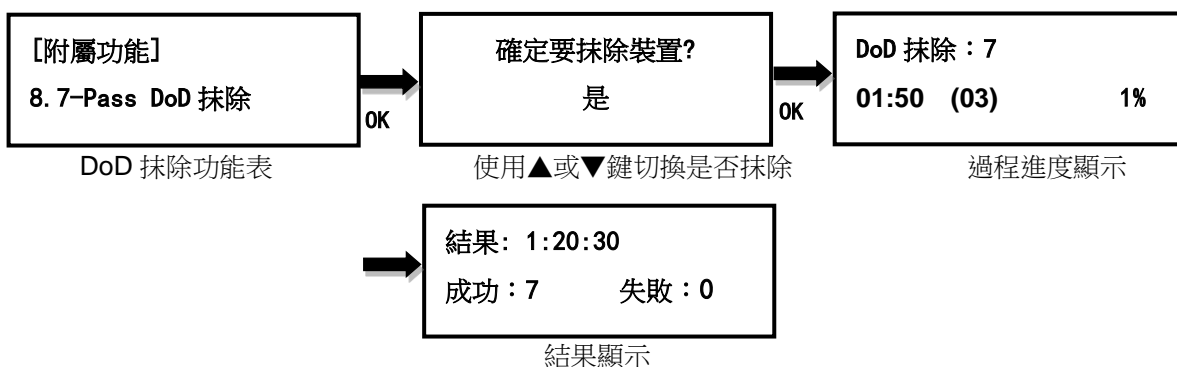 [附屬功能]
8.7-Pass DoD 抹除
OK
DoD 抹除功能表
確定要抹除裝置?
是
OK
使用▲或▼鍵切換是否抹除
DoD 抹除：7
01:50 (03) 1%
過程進度顯示
結果: 1:20:30
成功：7 失敗：0
結果顯示